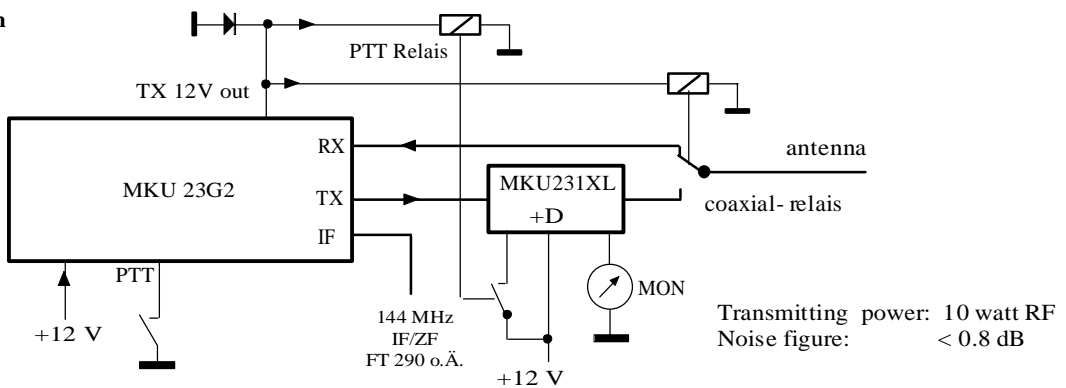 PTT Relais
TX 12V out
RX
antenna
MKU 23G2
TX
MKU231XL
+D
coaxial- relais
IF
PTT
MON
+12 V
144 MHz
IF/ZF
FT 290 o.Ä.
+12 V
Transmitting power: 10 watt RF
Noise figure: < 0.8 dB